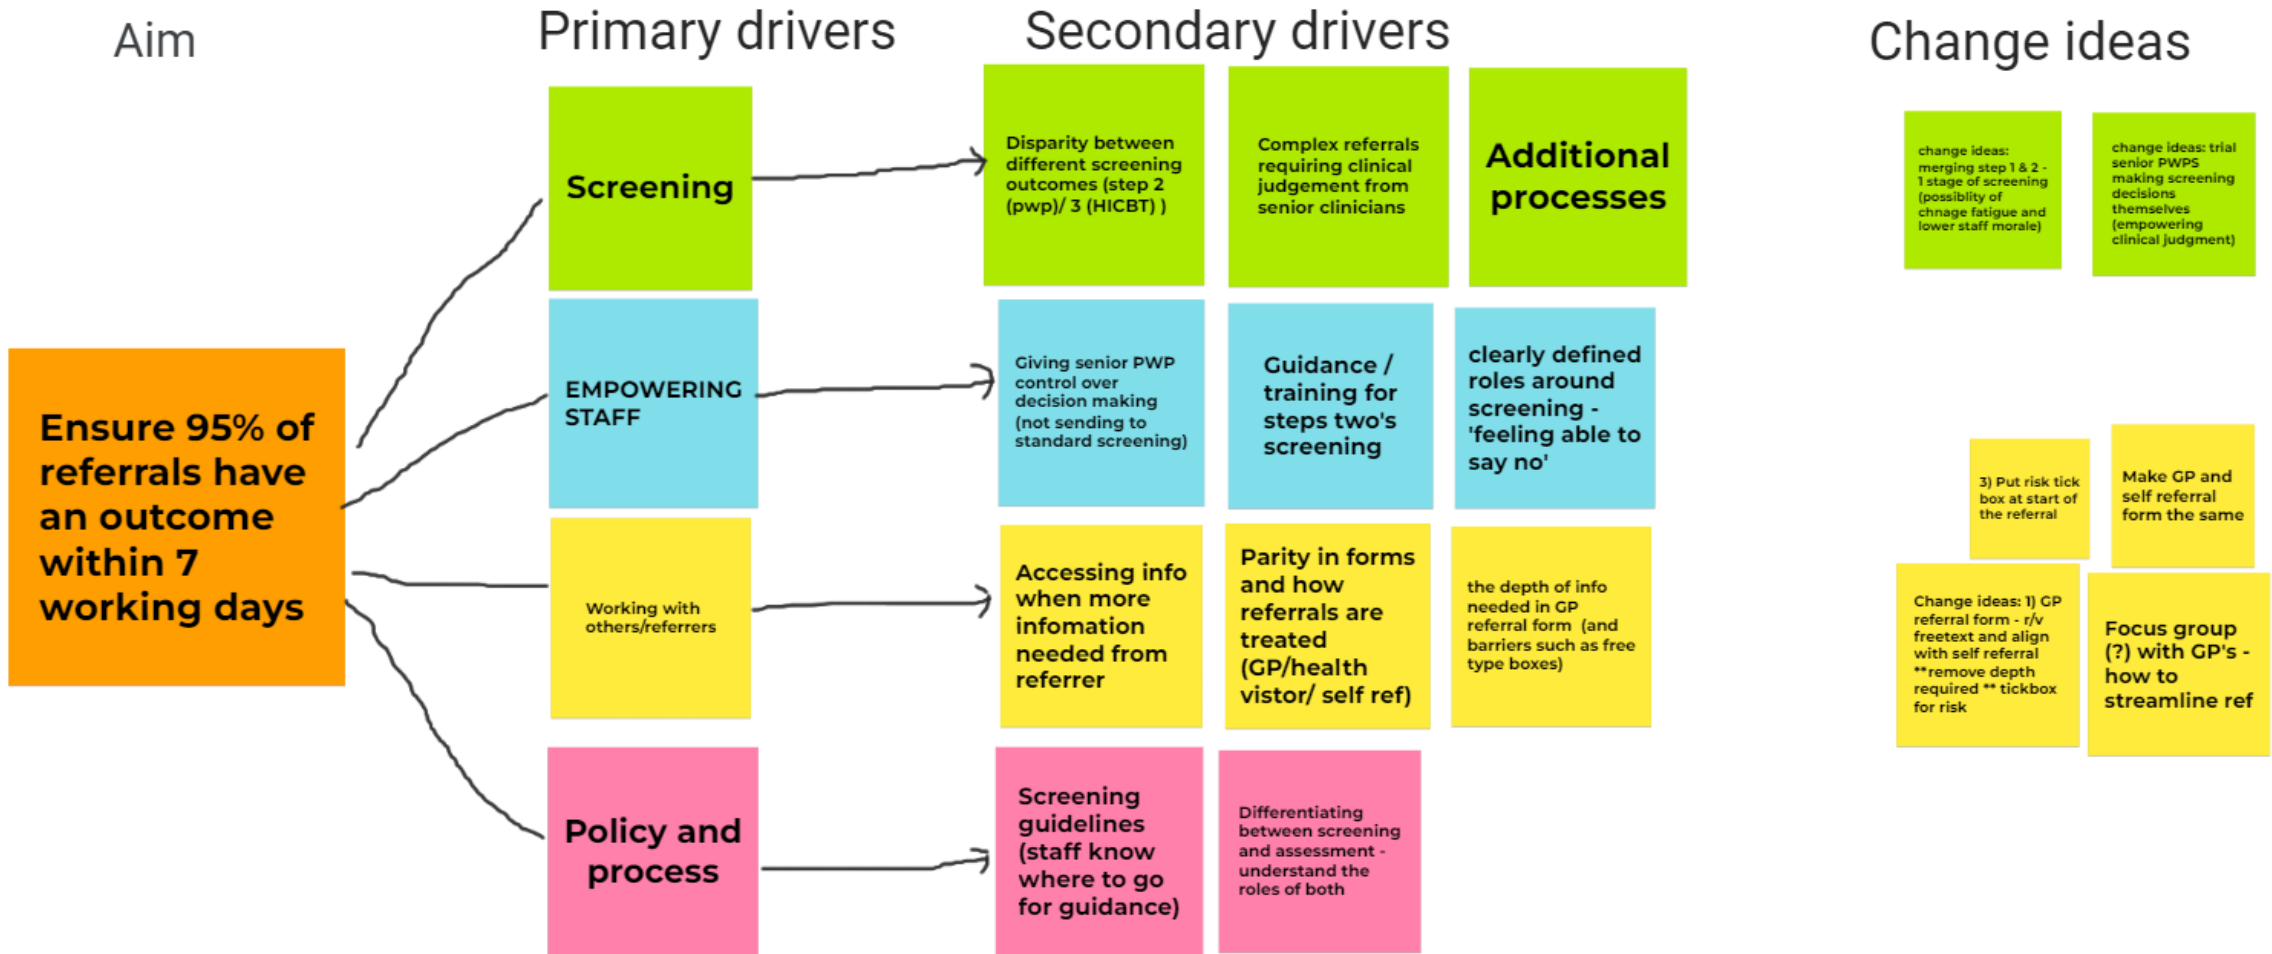 Aim
Primary drivers
Secondary drivers
Change ideas
Ensure 95% of
referrals have
an outcome
within 7
working days
Screening
Disparity between
different screening
outcomes (step 2
(pwp)/ 3 (HICBT) )
Complex referrals
requiring clinical
judgement from
senior clinicians
Additional
processes
change ideas:
merging step 1 & 2 -
1 stage of screening
(possiblity of
chnage fatigue and
lower staff morale)
change ideas: trial
senior PWPS
making screening
decisions
themselves
(empowering
clinical judgment)
EMPOWERING
STAFF
Giving senior PWP
control over
decision making
(not sending to
standard screening)
Guidance /
training for
steps two's
screening
clearly defined
roles around
screening -
'feeling able to
say no'
Working with
others/referrers
Accessing info
when more
infomation
needed from
referrer
Parity in forms
and how
referrals are
treated
(GP/health
vistor/ self ref)
the depth of info
needed in GP
referral form (and
barriers such as free
type boxes)
3) Put risk tick
box at start of
the referral
Make GP and
self referral
form the same
Change ideas: 1) GP
referral form - r/v
freetext and align
with self referral
**remove depth
required ** tickbox
for risk
Focus group
(?) with GP's -
how to
streamline ref
Policy and
process
Screening
guidelines
(staff know
where to go
for guidance)
Differentiating
between screening
and assessment -
understand the
roles of both